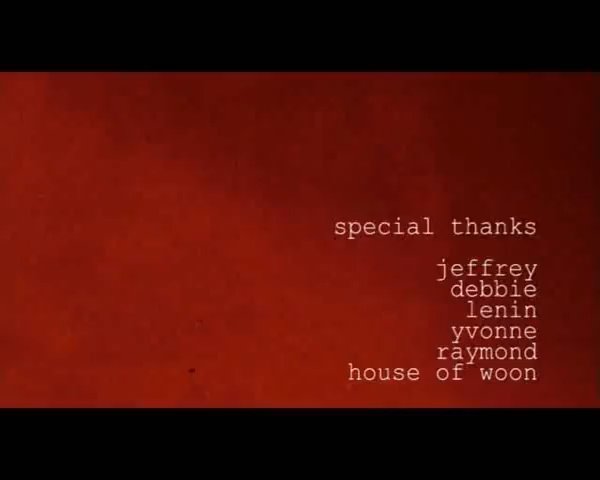 special thanks
jeffrey
debbie
lenin
yvonne
raymond
house of woon